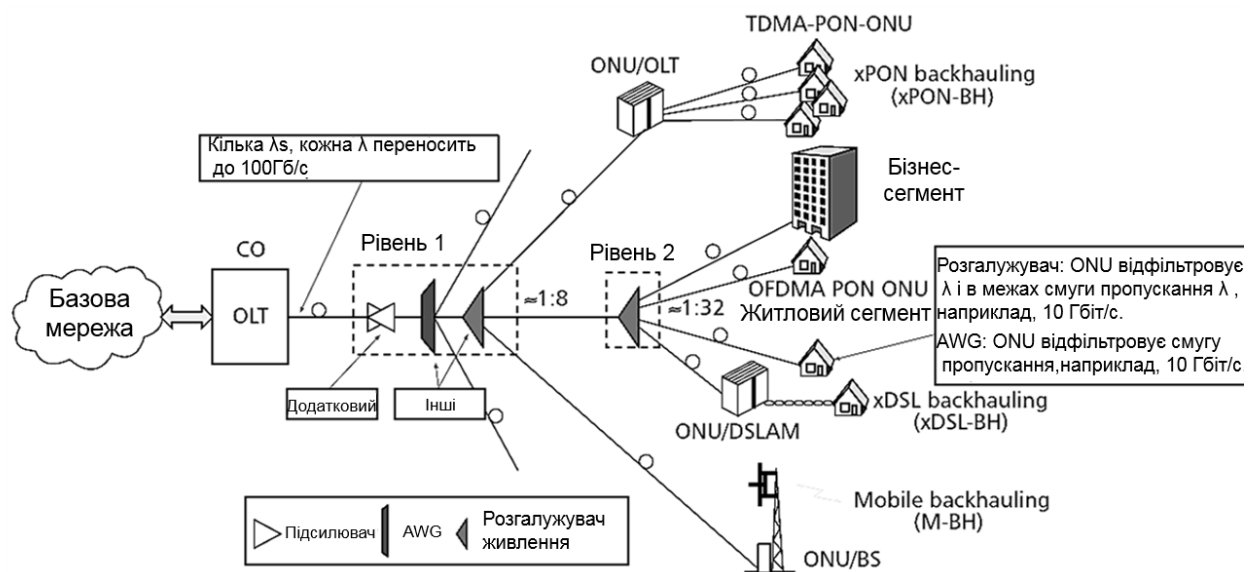 TDMA-PON-ONU
ONU/OLT
xPON backhauling
(xPON-BH)
Кілька λs, кожна λ переносить
до 100Гб/с
Бізнес-
сегмент
CO
Рівень 1
Рівень 2
Базова
мережа
OLT
≈1:8
≈1:32
OFDMA PON ONU
Житловий сегмент
Розгалужувач: ONU відфільтровує
λ і в межах смуги пропускання λ ,
наприклад, 10 Гбіт/с.
AWG: ONU відфільтровує смугу
пропускання,наприклад, 10 Гбіт/с
Додатковий
Інші
ONU/DSLAM
xDSL backhauling
(xDSL-BH)
Mobile backhauling
(M-BH)
ONU/BS
Підсилювач
AWG
Розгалужувач
живлення